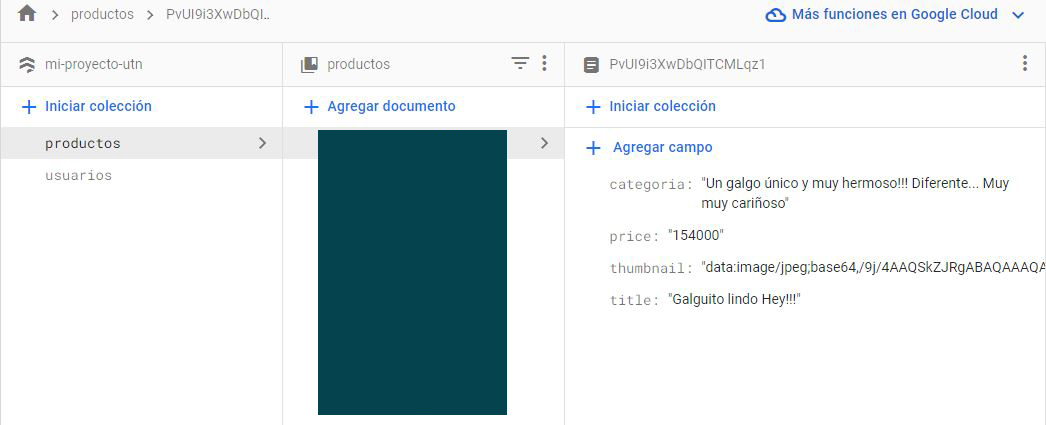 productos
PvUI9i3XwDbQI..
Más funciones en Google Cloud
mi-proyecto-utn
productos
PvUI9i3XwDbQITCMLqz1
Iniciar colección
Agregar documento
Iniciar colección
productos
usuarios
Agregar campo
categoria: "Un galgo único y muy hermoso!!! Diferente... Muy
muy cariñoso"
price: "154000"
thumbnail: "data:image/jpeg;base64,/9j/4AAQSkZJRgABAQAAAQA
title: "Galguito lindo Hey!!!"